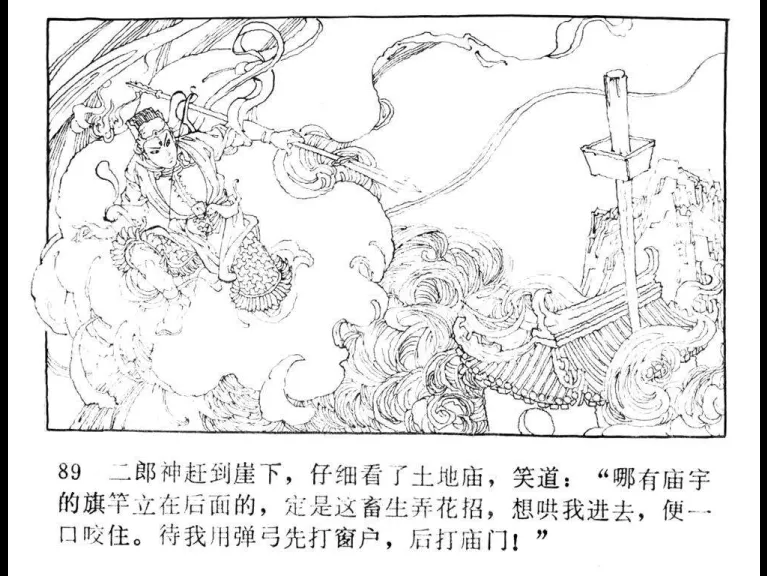 89 二郎神赶到崖下，仔细看了土地庙，笑道：“哪有庙宇
的旗竿立在后面的，定是这畜生弄花招，想哄我进去，便一
口咬住。待我用弹弓先打窗户，后打庙门！”